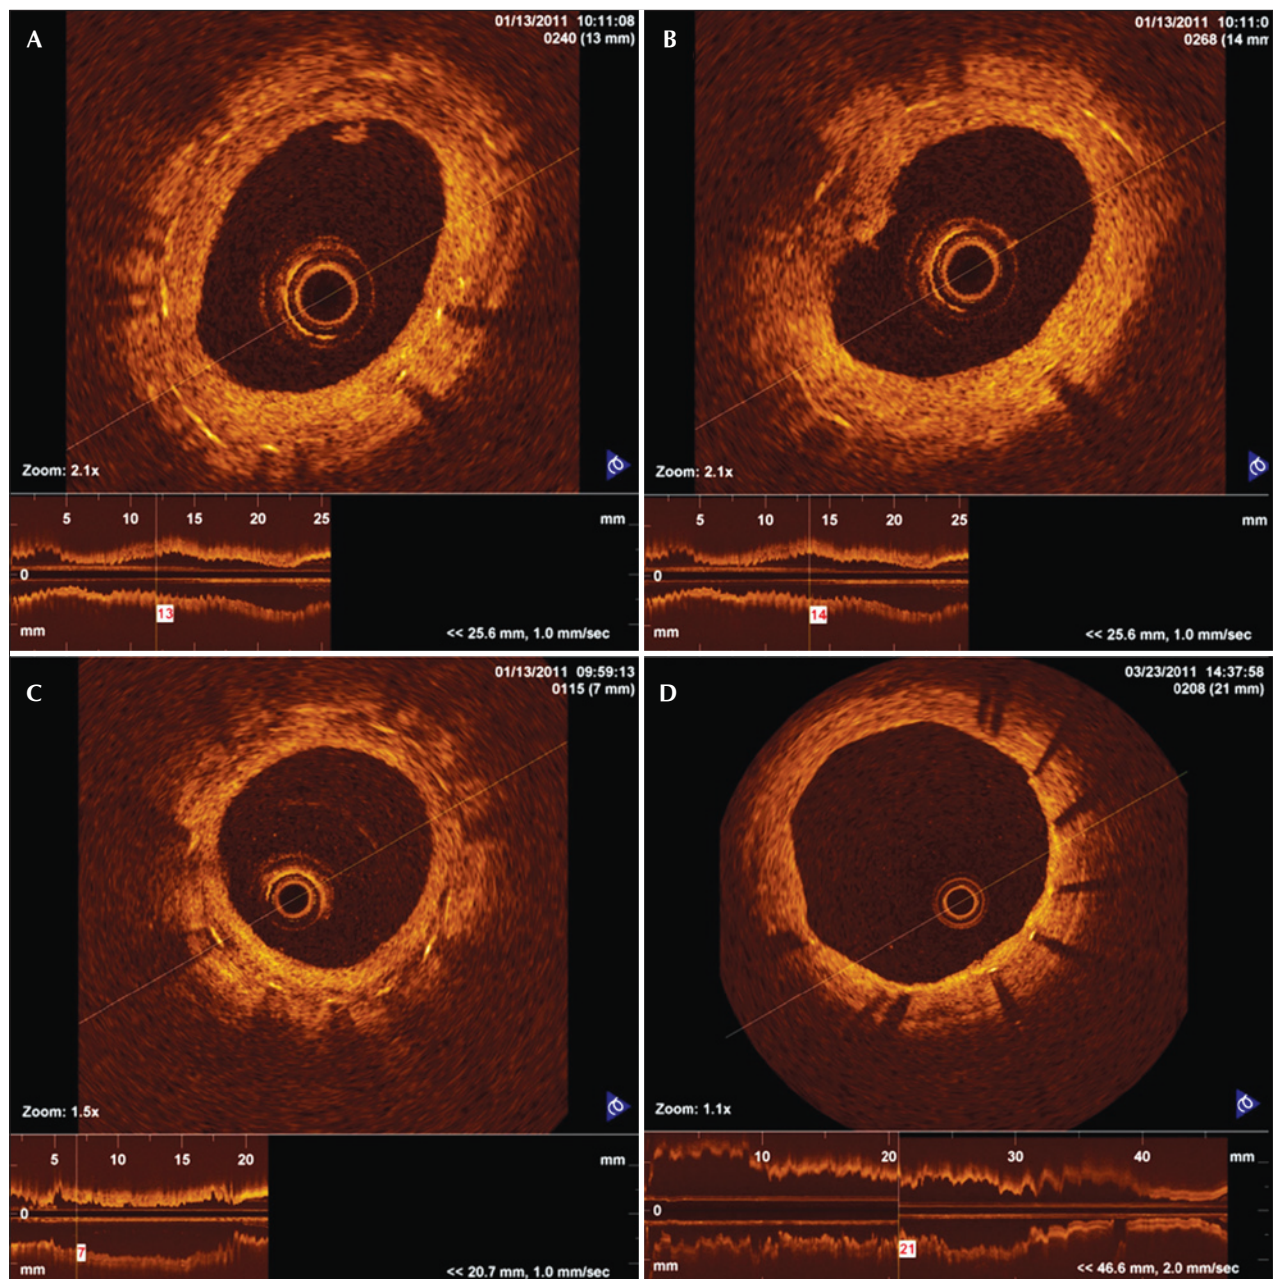 A
01/13/2011 10:11:08
0240 (13 mm)
Zoom: 2.1x
5 10 15 20 25 mm
0
13
mm
<< 25.6 mm, 1.0 mm/sec
B
01/13/2011 10:11:0
0268 (14 mm
Zoom: 2.1x
5 10 15 20 25 mm
0
14
mm
<< 25.6 mm, 1.0 mm/sec
C
01/13/2011 09:59:13
0115 (7 mm)
Zoom: 1.5x
5 10 15 20 mm
0
7
mm
<< 20.7 mm, 1.0 mm/sec
D
03/23/2011 14:37:58
0208 (21 mm)
Zoom: 1.1x
10 20 30 40 mm
0
21
mm
<< 46.6 mm, 2.0 mm/sec